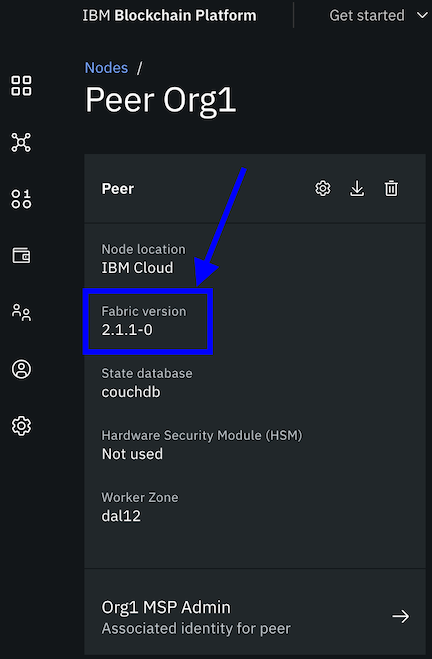 IBM Blockchain Platform
Get started
Nodes /
Peer Org1
Peer
Node location
IBM Cloud
Fabric version
2.1.1-0
State database
couchdb
Hardware Security Module (HSM)
Not used
Worker Zone
dal12
Org1 MSP Admin
Associated identity for peer